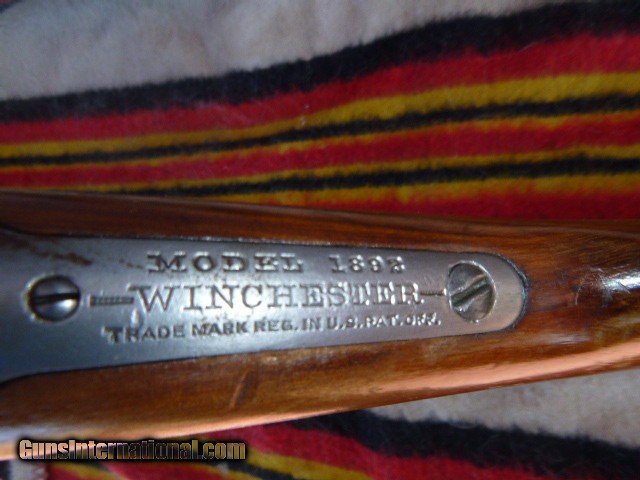 MODEL 1892
WINCHESTER
TRADE MARK REG. IN U.S. PAT. OFF.
GunsInternational.com